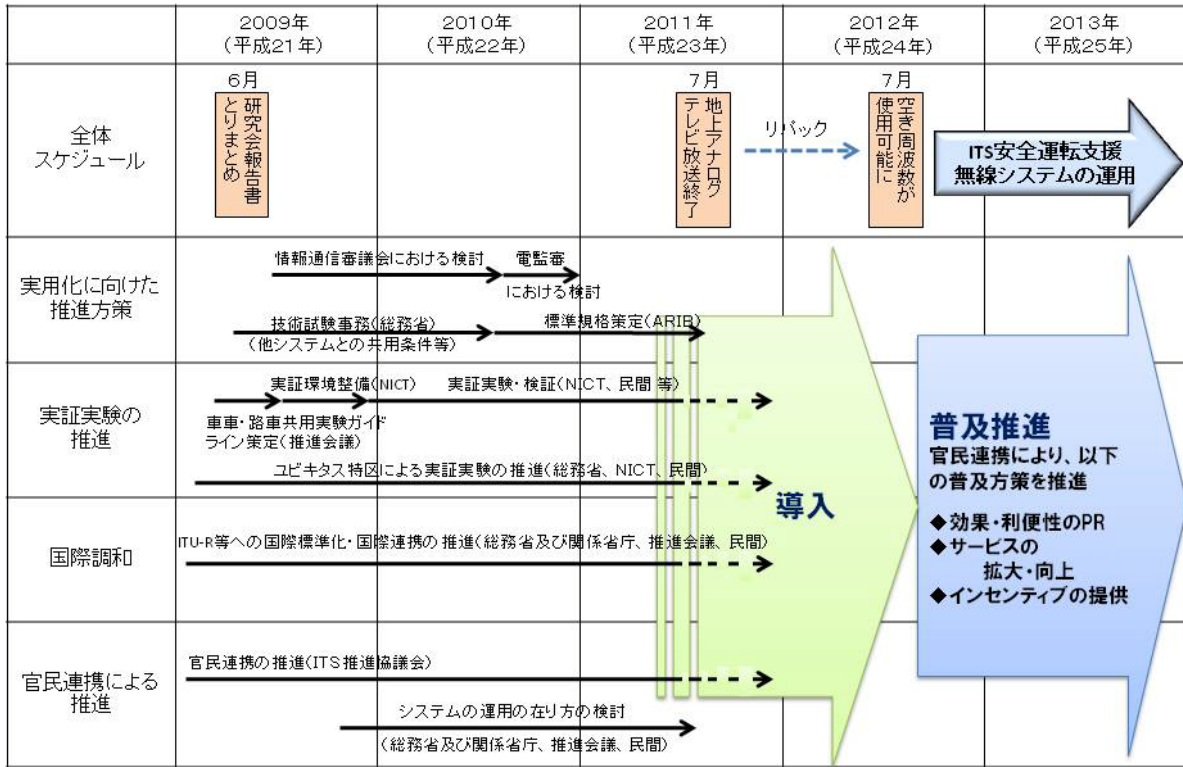 2009年
(平成21年)
2010年
(平成22年)
2011年
(平成23年)
2012年
(平成24年)
2013年
(平成25年)
全体
スケジュール
6月
研究会報告書
とりまとめ
7月
地上アナログ
テレビ放送終了
リパック
7月
空き周波数が
使用可能に
ITS安全運転支援
無線システムの運用
実用化に向けた
推進方策
情報通信審議会における検討
電監審
における検討
技術試験事務(総務省)
(他システムとの共用条件等)
標準規格策定(ARIB)
実証実験の
推進
実証環境整備(NICT)
実証実験・検証(NICT、民間 等)
車車・路車共用実験ガイド
ライン策定(推進会議)
ユビキタス特区による実証実験の推進(総務省、NICT、民間)
国際調和
ITU-R等への国際標準化・国際連携の推進(総務省及び関係省庁、推進会議、民間)
官民連携による
推進
官民連携の推進(ITS推進協議会)
システムの運用の在り方の検討
(総務省及び関係省庁、推進会議、民間)
導入
普及推進
官民連携により、以下
の普及方策を推進
◆効果・利便性のPR
◆サービスの
拡大・向上
◆インセンティブの提供